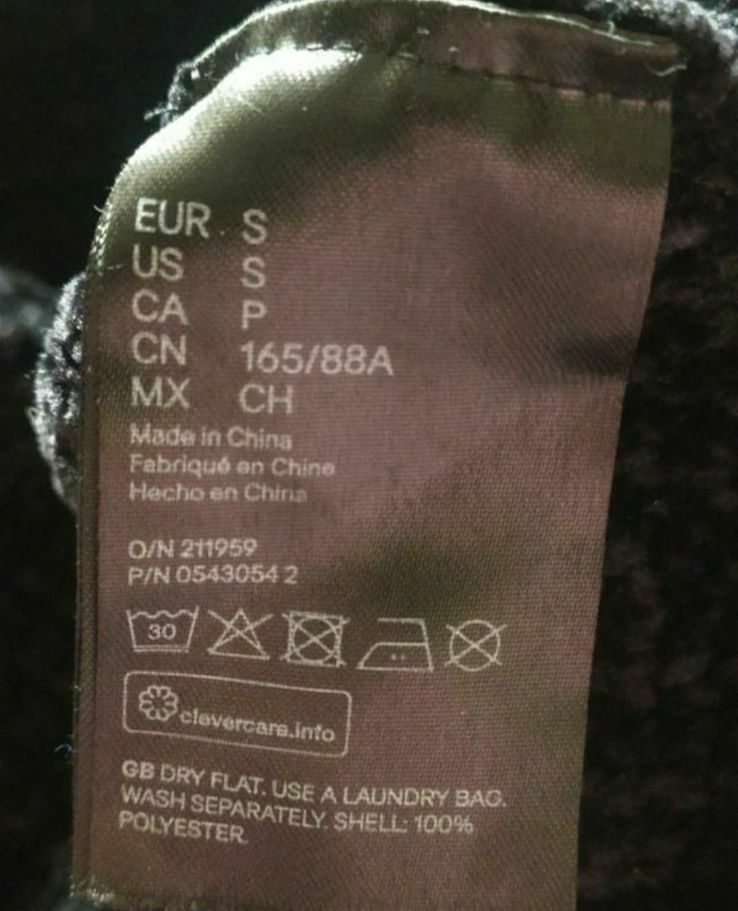 EUR S
US S
CA P
CN 165/88A
MX CH
Made in China
Fabriqué en Chine
Hecho en China
O/N 211959
P/N 0543054 2
30
clevercare.info
GB DRY FLAT. USE A LAUNDRY BAG.
WASH SEPARATELY. SHELL: 100%
POLYESTER.